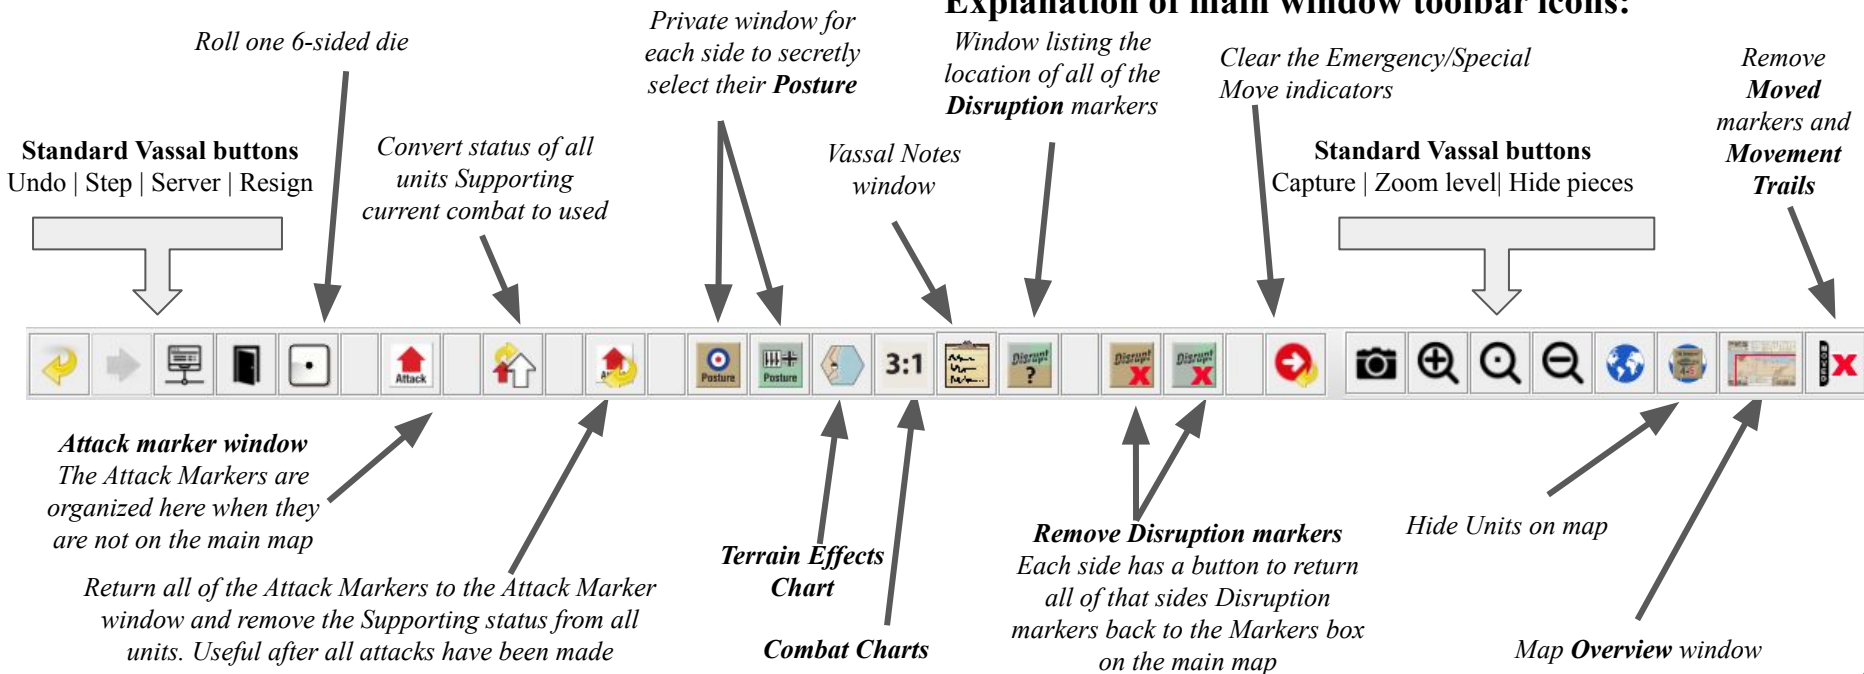 Explanation of main window toolbar icons:
Roll one 6-sided die
Private window for
each side to secretly
select their Posture
Window listing the
location of all of the
Disruption markers
Clear the Emergency/Special
Move indicators
Remove
Moved
markers and
Movement
Trails
Standard Vassal buttons
Undo | Step | Server | Resign
Convert status of all
units Supporting
current combat to used
Vassal Notes
window
Standard Vassal buttons
Capture | Zoom level| Hide pieces
Attack
Posture
Posture
3:1
Disrupt
?
Disrupt
X
Disrupt
X
X
Attack marker window
The Attack Markers are
organized here when they
are not on the main map
Return all of the Attack Markers to the Attack Marker
window and remove the Supporting status from all
units. Useful after all attacks have been made
Terrain Effects
Chart
Combat Charts
Remove Disruption markers
Each side has a button to return
all of that sides Disruption
markers back to the Markers box
on the main map
Hide Units on map
Map Overview window